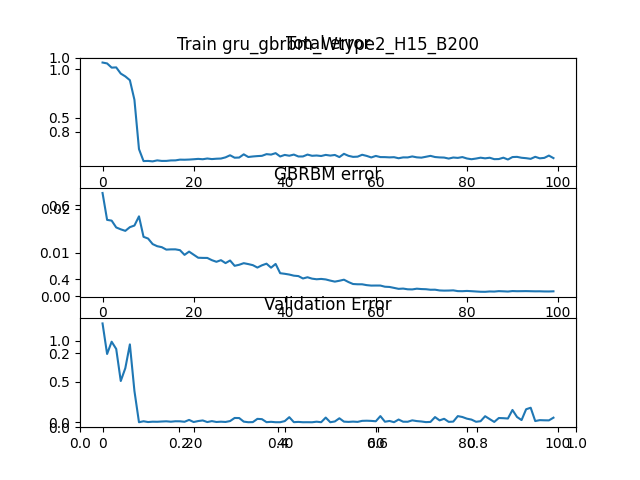 Train gru_gbrbm_Wtype2_H15_B200
Total error
1.0
1.0
0.5
0.8
0 20 40 60 80 100
GBRBM error
0.6
0.02
0.01
0.4
0.00
0 20 40 60 80 100
Validation Error
1.0
0.2
0.5
0.0
0.0
0.0 0 0.2 20 0.4 40 0.6 60 80 0.8 100 1.0